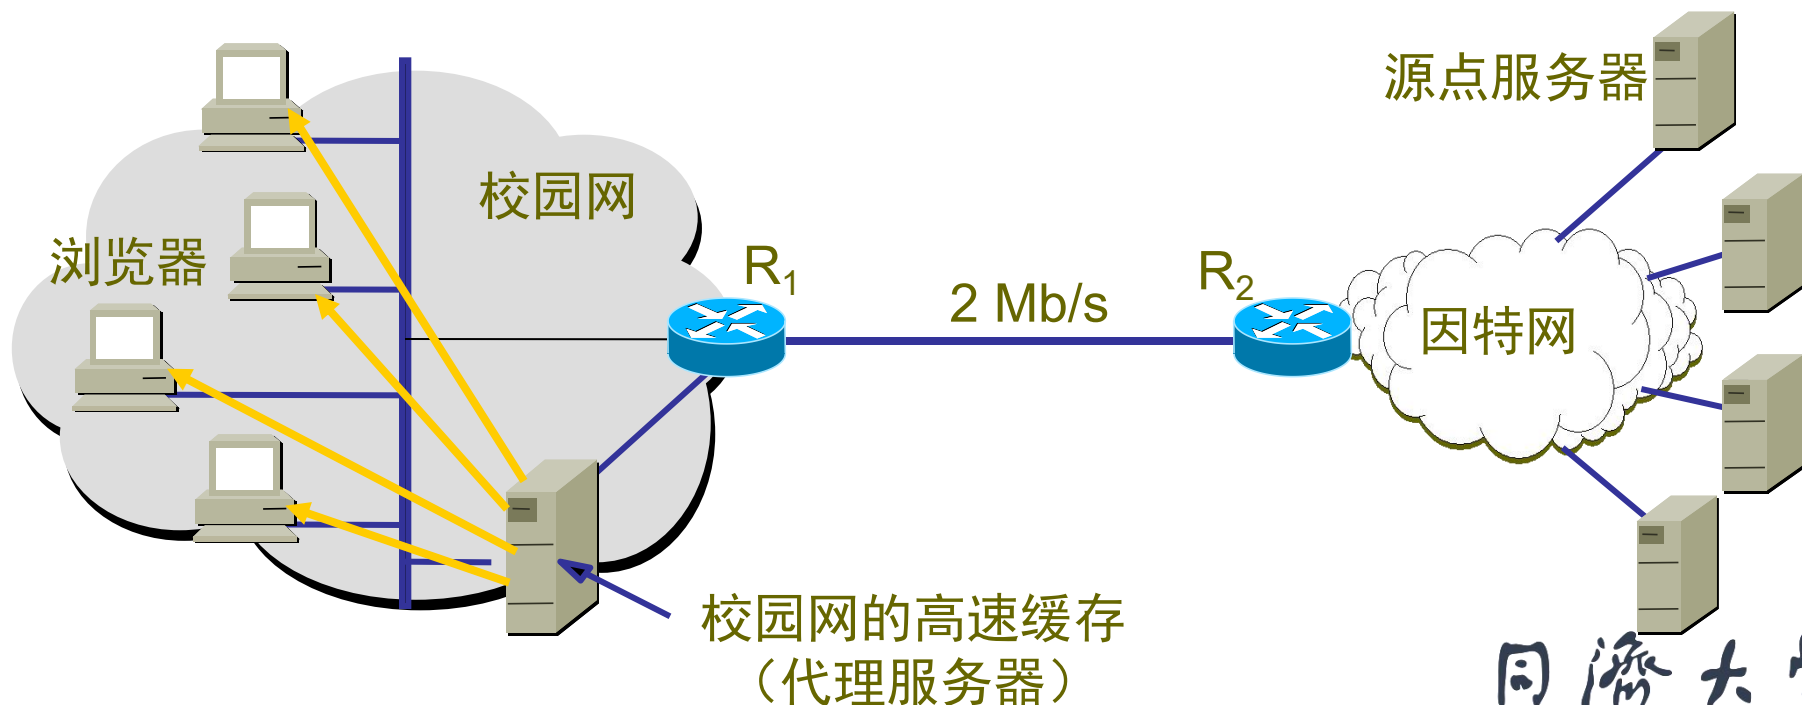 源点服务器
校园网
浏览器
R₁
2 Mb/s
R₂
因特网
校园网的高速缓存
（代理服务器）
同濟大